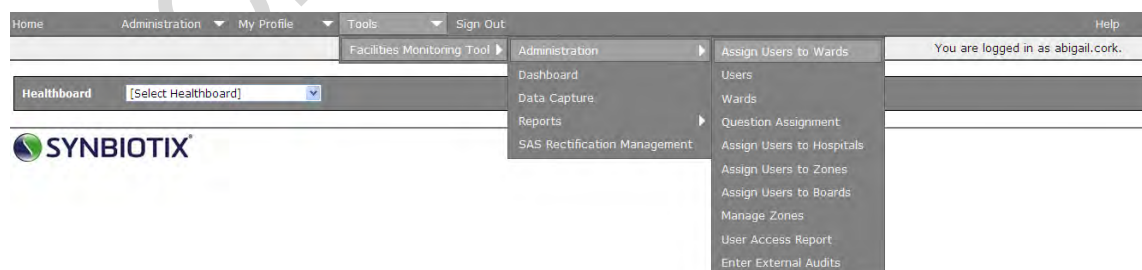 Home Administration My Profile Tools Sign Out Help
Facilities Monitoring Tool Administration Assign Users to Wards You are logged in as abigail.cork.
Dashboard Users
Healthboard [Select Healthboard] Data Capture Wards
Reports Question Assignment
SYNBIOTIX SAS Rectification Management Assign Users to Hospitals
Assign Users to Zones
Assign Users to Boards
Manage Zones
User Access Report
Enter External Audits